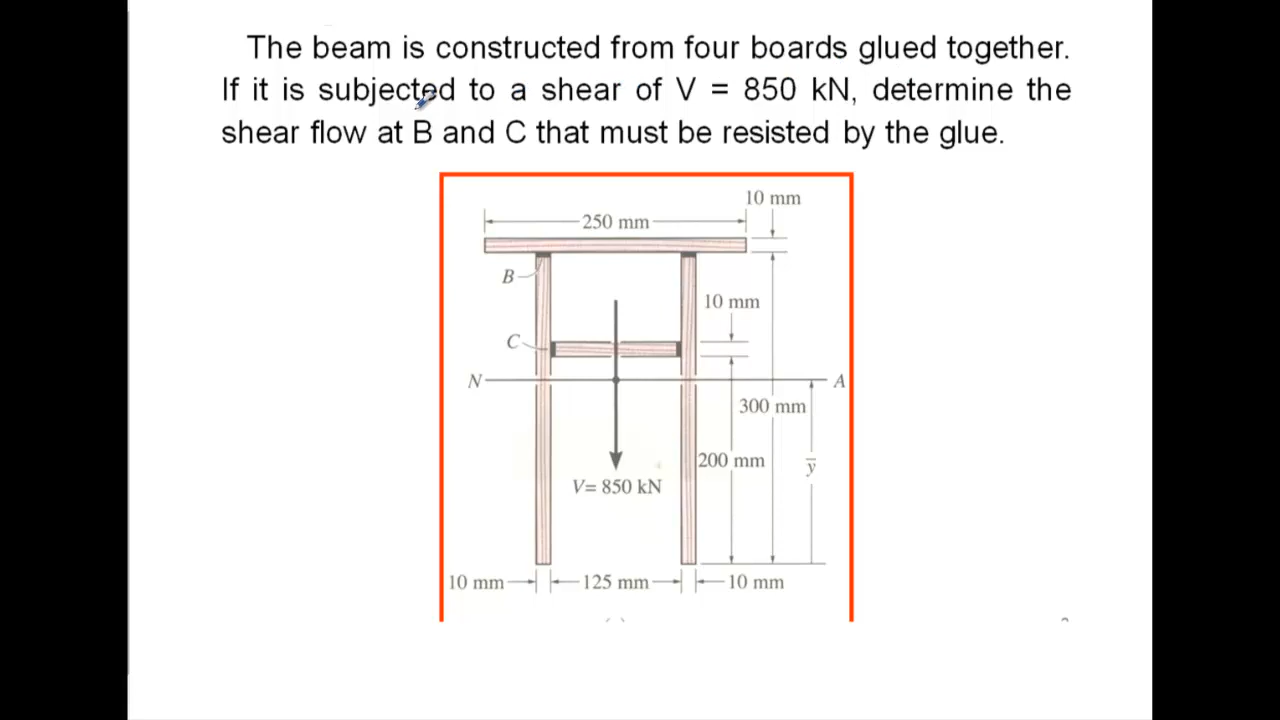 The beam is constructed from four boards glued together.
If it is subjected to a shear of V = 850 kN, determine the
shear flow at B and C that must be resisted by the glue.
10 mm
250 mm
B
10 mm
C
N
A
300 mm
200 mm
y̅
V= 850 kN
10 mm
125 mm
10 mm